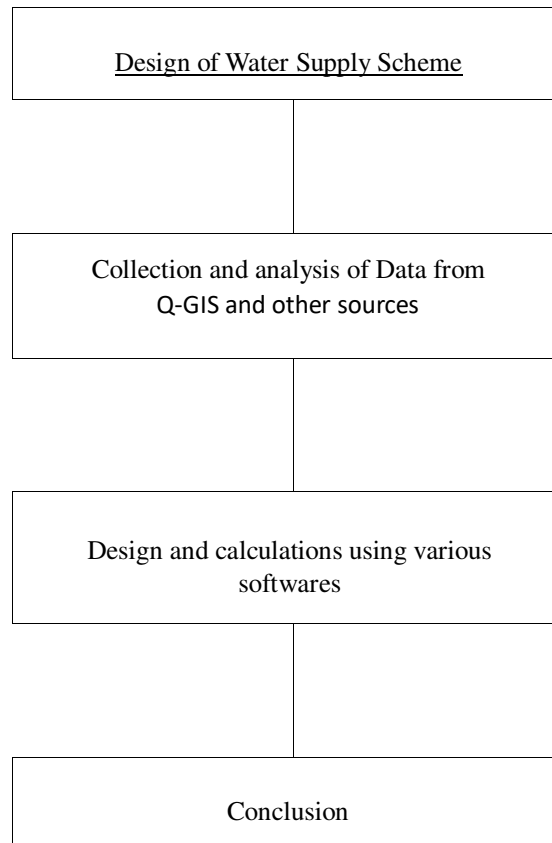 Design of Water Supply Scheme
Collection and analysis of Data from
Q-GIS and other sources
Design and calculations using various
softwares
Conclusion